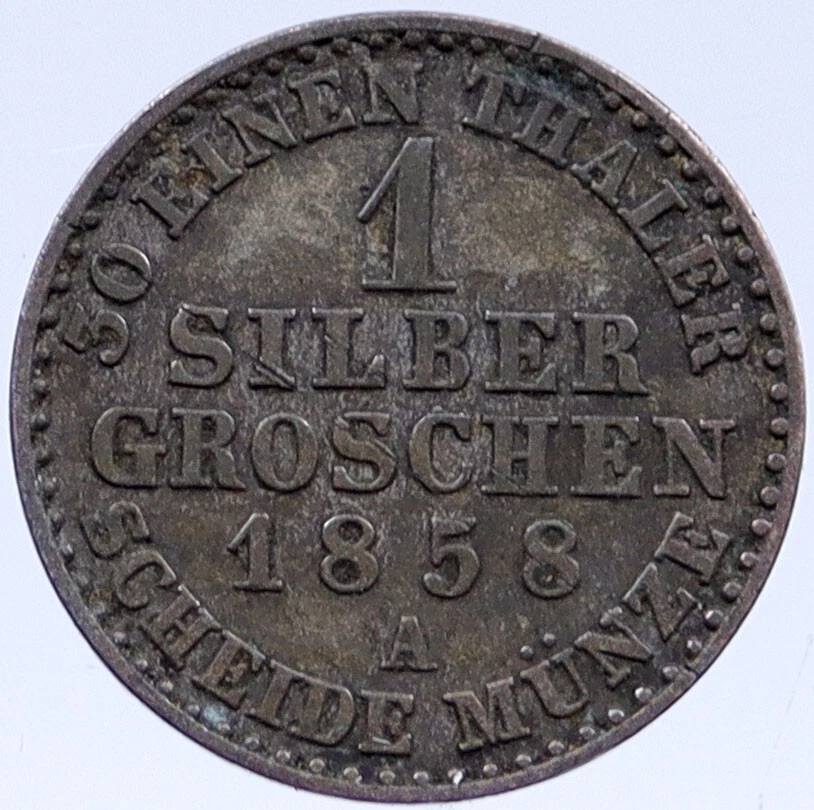 30 EINEN THALER
1
SILBER
GROSCHEN
1858
A
SCHEIDE MÜNZE